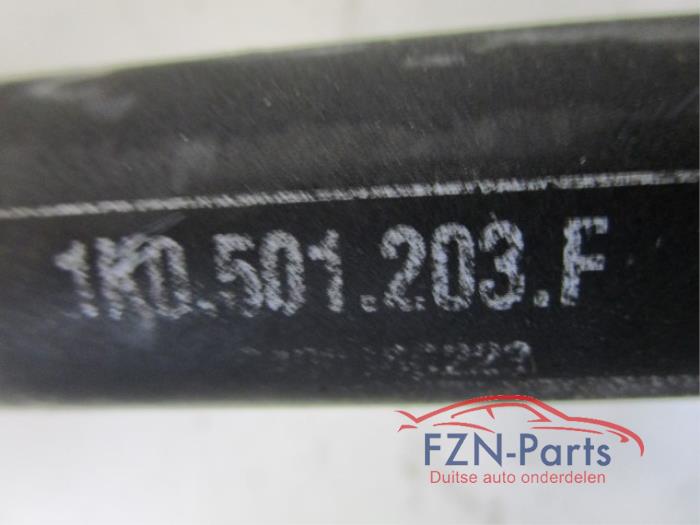 1K0.501.203.F
FZN-Parts
Duitse auto onderdelen